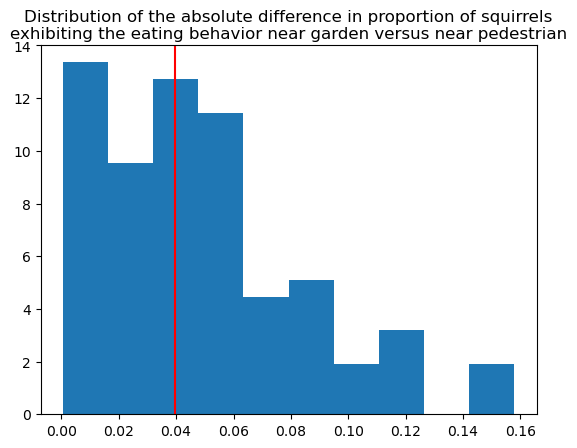 Distribution of the absolute difference in proportion of squirrels
exhibiting the eating behavior near garden versus near pedestrian
14
12
10
8
6
4
2
0
0.00 0.02 0.04 0.06 0.08 0.10 0.12 0.14 0.16